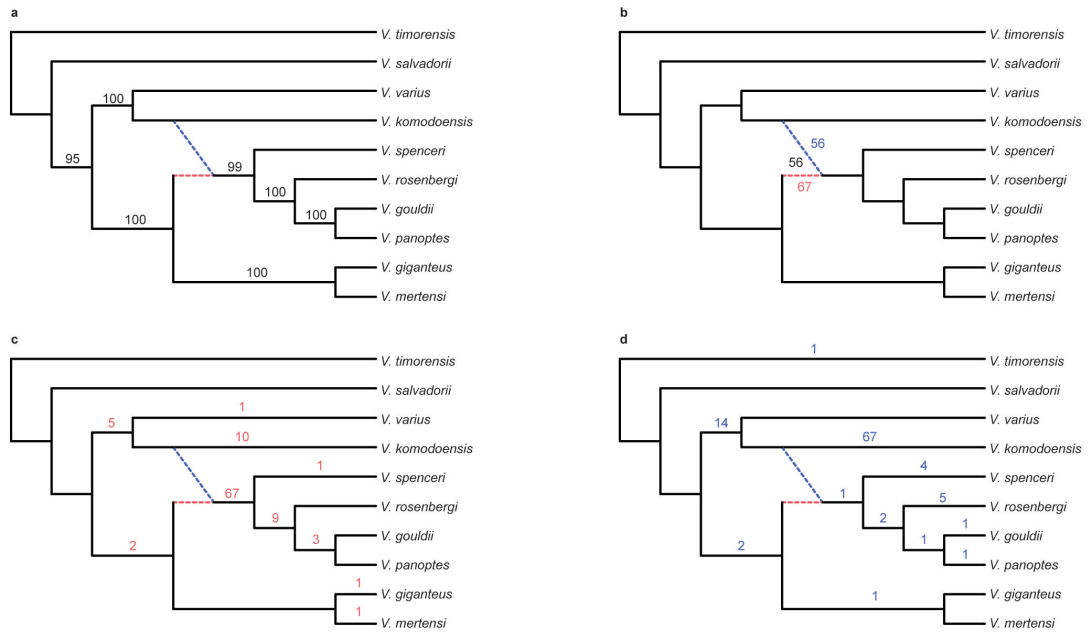 a
V. timorensis
V. salvadorii
V. varius
100
V. komodoensis
V. spenceri
95
99
V. rosenbergi
100
V. gouldii
100
100
V. panoptes
V. giganteus
100
V. mertensi
b
V. timorensis
V. salvadorii
V. varius
V. komodoensis
56
V. spenceri
56
67
V. rosenbergi
V. gouldii
V. panoptes
V. giganteus
V. mertensi
c
V. timorensis
V. salvadorii
1
V. varius
5
10
V. komodoensis
1
V. spenceri
67
V. rosenbergi
9
V. gouldii
3
2
V. panoptes
1
V. giganteus
1
V. mertensi
d
1
V. timorensis
V. salvadorii
V. varius
14
67
V. komodoensis
4
V. spenceri
1
5
V. rosenbergi
2
1
V. gouldii
1
2
1
V. panoptes
1
V. giganteus
V. mertensi